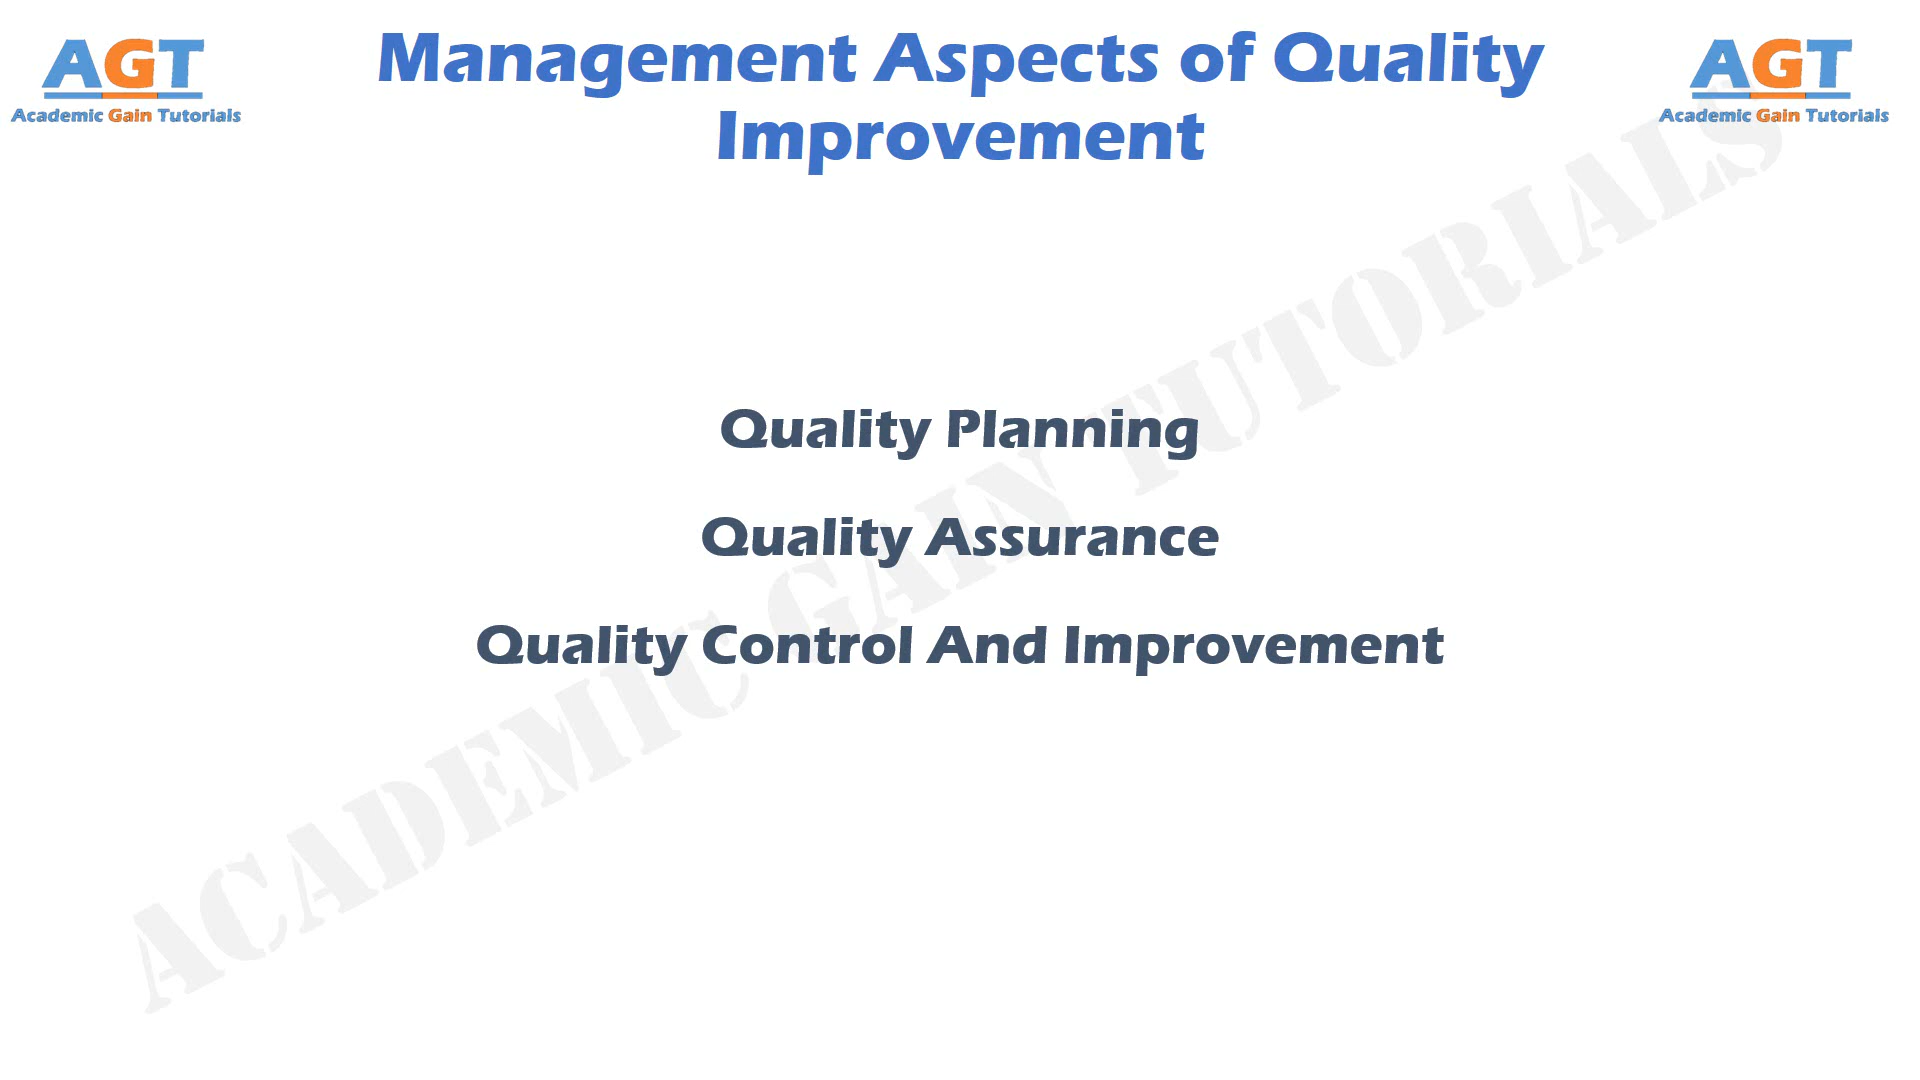 AGT
Academic Gain Tutorials
Management Aspects of Quality
Improvement
AGT
Academic Gain Tutorials
Quality Planning
Quality Assurance
Quality Control And Improvement
ACADEMIC GAIN TUTORIALS